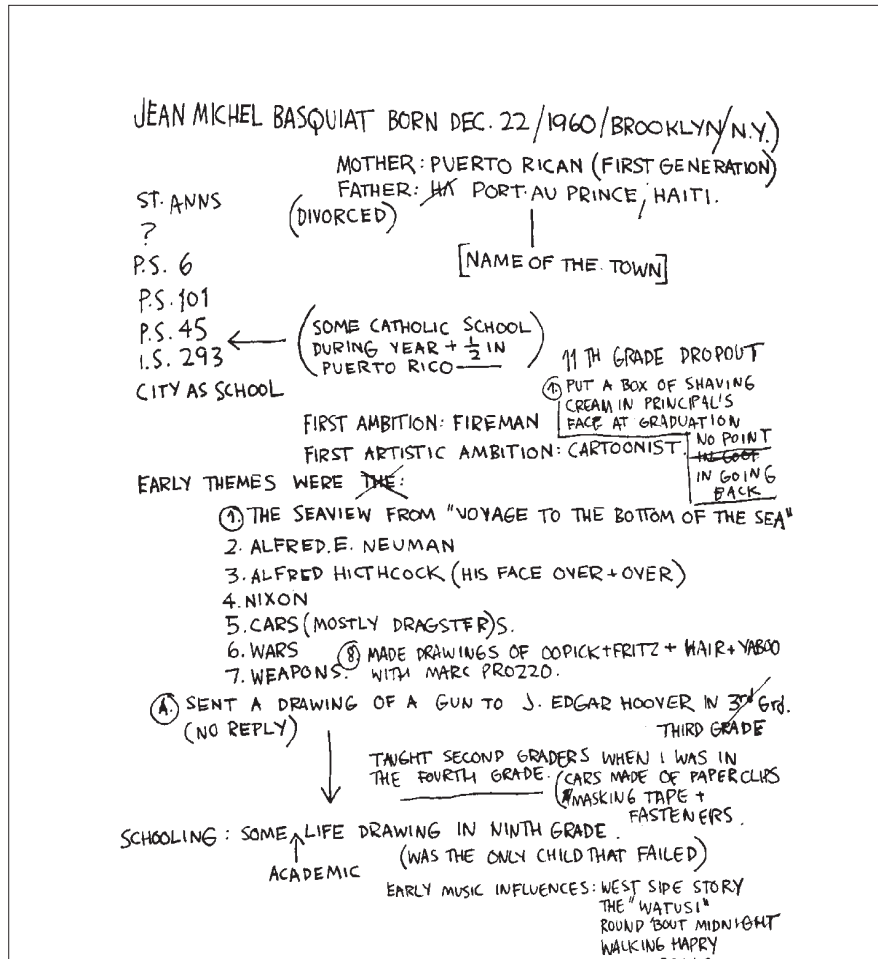 JEAN MICHEL BASQUIAT BORN DEC. 22/1960/BROOKLYN/N.Y.)
MOTHER: PUERTO RICAN (FIRST GENERATION)
FATHER: PORT·AU PRINCE, HAITI.
(DIVORCED)
[NAME OF THE TOWN]
ST. ANNS
?
P.S. 6
P.S. 101
P.S. 45
I.S. 293
CITY AS SCHOOL
(SOME CATHOLIC SCHOOL
DURING YEAR + 1/2 IN
PUERTO RICO)
11 TH GRADE DROPOUT
1. PUT A BOX OF SHAVING
CREAM IN PRINCIPAL'S
FACE AT GRADUATION
NO POINT
IN GOING
BACK
FIRST AMBITION: FIREMAN
FIRST ARTISTIC AMBITION: CARTOONIST.
EARLY THEMES WERE THE:
1. THE SEAVIEW FROM "VOYAGE TO THE BOTTOM OF THE SEA"
2. ALFRED.E. NEUMAN
3. ALFRED HICTHCOCK (HIS FACE OVER + OVER)
4. NIXON
5. CARS (MOSTLY DRAGSTER)S.
6. WARS
7. WEAPONS.
8 MADE DRAWINGS OF OOPICK + FRITZ + HAIR + YABOO
WITH MARC PROZZO.
A. SENT A DRAWING OF A GUN TO J. EDGAR HOOVER IN 3rd Grd.
THIRD GRADE
(NO REPLY)
TAUGHT SECOND GRADERS WHEN I WAS IN
THE FOURTH GRADE.
(CARS MADE OF PAPERCLIPS
MASKING TAPE +
FASTENERS.
SCHOOLING: SOME LIFE DRAWING IN NINTH GRADE.
ACADEMIC
(WAS THE ONLY CHILD THAT FAILED)
EARLY MUSIC INFLUENCES: WEST SIDE STORY
THE "WATUSI"
ROUND 'BOUT MIDNIGHT
WALKING HARRY